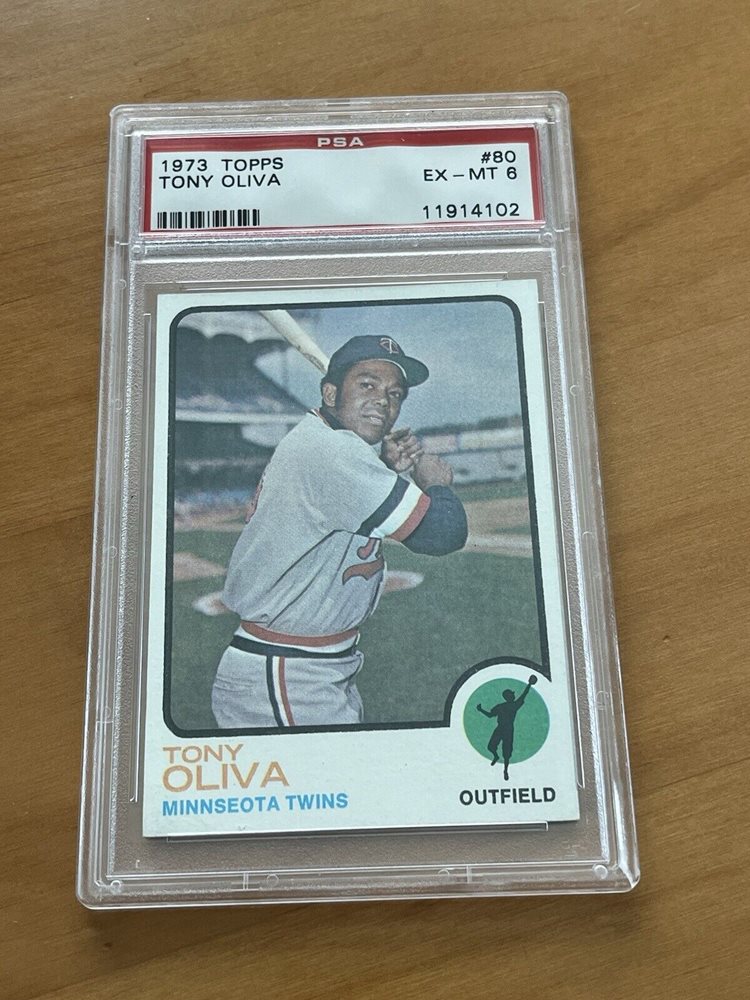 PSA
1973 TOPPS #80
TONY OLIVA EX - MT 6
11914102
TONY
OLIVA
MINNSEOTA TWINS
OUTFIELD